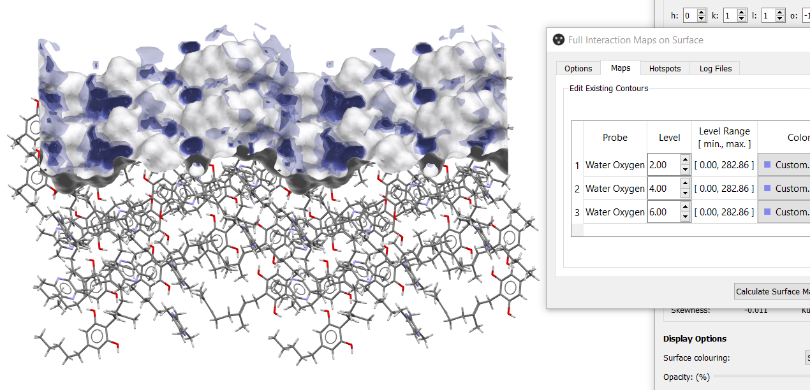 h: 0 k: 1 l: 1 o:
Full Interaction Maps on Surface
Options Maps Hotspots Log Files
Edit Existing Contours
Probe Level Level Range Color
[ min., max. ]
1 Water Oxygen 2.00 [ 0.00, 282.86 ] Custom.
2 Water Oxygen 4.00 [ 0.00, 282.86 ] Custom.
3 Water Oxygen 6.00 [ 0.00, 282.86 ] Custom.
Calculate Surface Ma
Skewness: -0.011
Display Options
Surface colouring:
Opacity: (%)